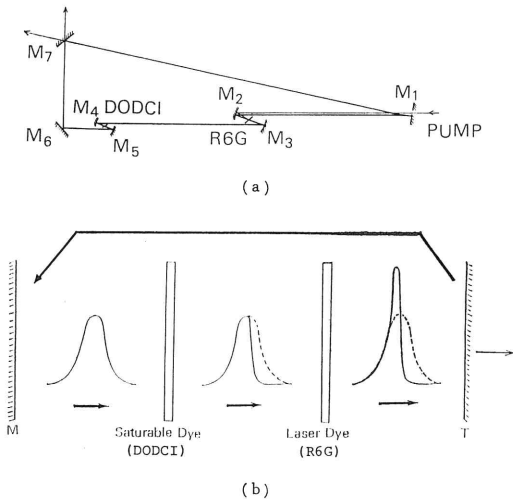 M7
M4 DODCI
M2
M1
PUMP
M6
M5
R6G
M3
(a)
M
Saturable Dye
(DODCI)
Laser Dye
(R6G)
T
(b)